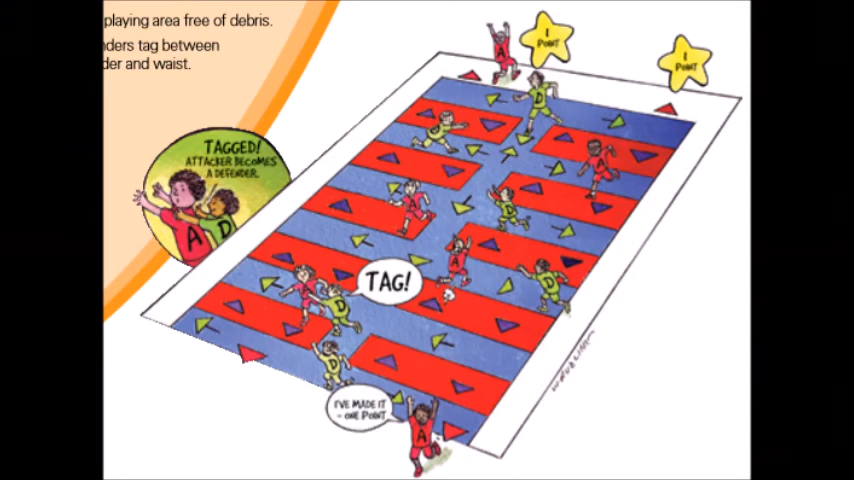 playing area free of debris.
nders tag between
der and waist.
1
POINT
1
POINT
TAGGED!
ATTACKER BECOMES
A DEFENDER.
A D
A
D
D
A
A
D
A
D
A
D
TAG!
D
I'VE MADE IT
- ONE POINT
A